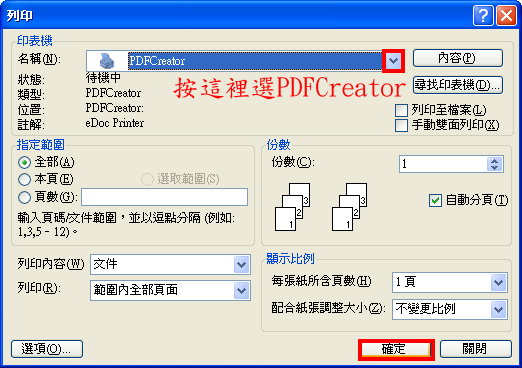 列印
印表機
名稱(N):
PDFCreator
內容(P)
狀態:
待機中
類型:
PDFCreator
尋找印表機(D)...
位置:
PDFCreator:
列印至檔案(L)
註解:
eDoc Printer
手動雙面列印(X)
按這裡選PDFCreator
指定範圍
全部(A)
本頁(E)
選取範圍(S)
頁數(G):
輸入頁碼/文件範圍，並以逗點分隔 (例如:
1,3,5 - 12)。
份數
份數(C):
1
1
2
3
1
2
3
自動分頁(T)
列印內容(W)
文件
列印(R):
範圍內全部頁面
顯示比例
每張紙所含頁數(H)
1 頁
配合紙張調整大小(Z):
不變更比例
選項(O)...
確定
關閉